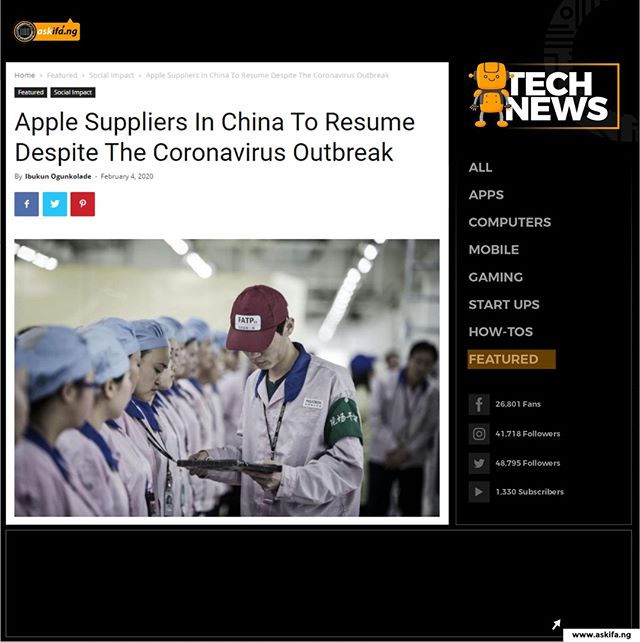 askifa.ng
Home › Featured › Social Impact › Apple Suppliers In China To Resume Despite The Coronavirus Outbreak
Featured Social Impact
Apple Suppliers In China To Resume
Despite The Coronavirus Outbreak
By Ibukun Ogunkolade - February 4, 2020
FATP
TECH
NEWS
ALL
APPS
COMPUTERS
MOBILE
GAMING
START UPS
HOW-TOS
FEATURED
26,801 Fans
41,718 Followers
48,795 Followers
1,330 Subscribers
www.askifa.ng